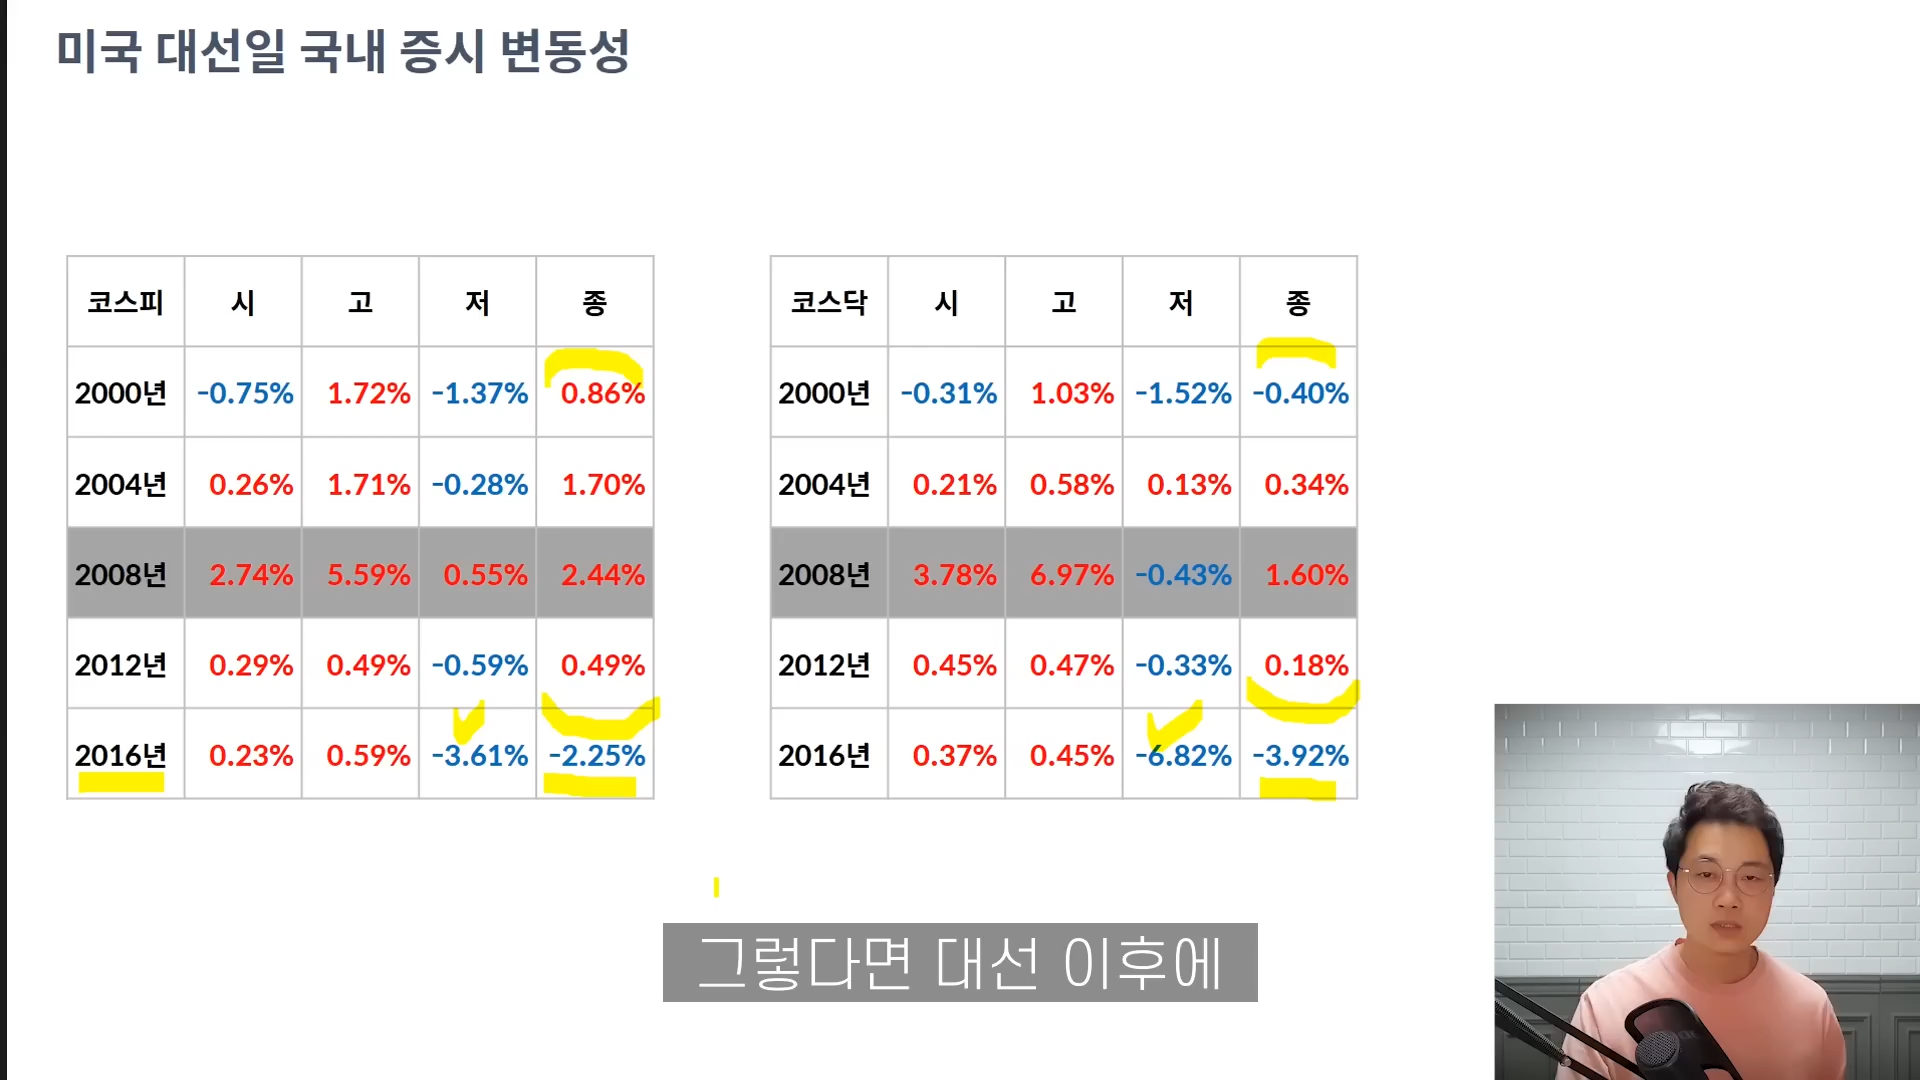 미국 대선일 국내 증시 변동성
코스피 시 고 저 종
2000년 -0.75% 1.72% -1.37% 0.86%
2004년 0.26% 1.71% -0.28% 1.70%
2008년 2.74% 5.59% 0.55% 2.44%
2012년 0.29% 0.49% -0.59% 0.49%
2016년 0.23% 0.59% -3.61% -2.25%
코스닥 시 고 저 종
2000년 -0.31% 1.03% -1.52% -0.40%
2004년 0.21% 0.58% 0.13% 0.34%
2008년 3.78% 6.97% -0.43% 1.60%
2012년 0.45% 0.47% -0.33% 0.18%
2016년 0.37% 0.45% -6.82% -3.92%
그렇다면 대선 이후에